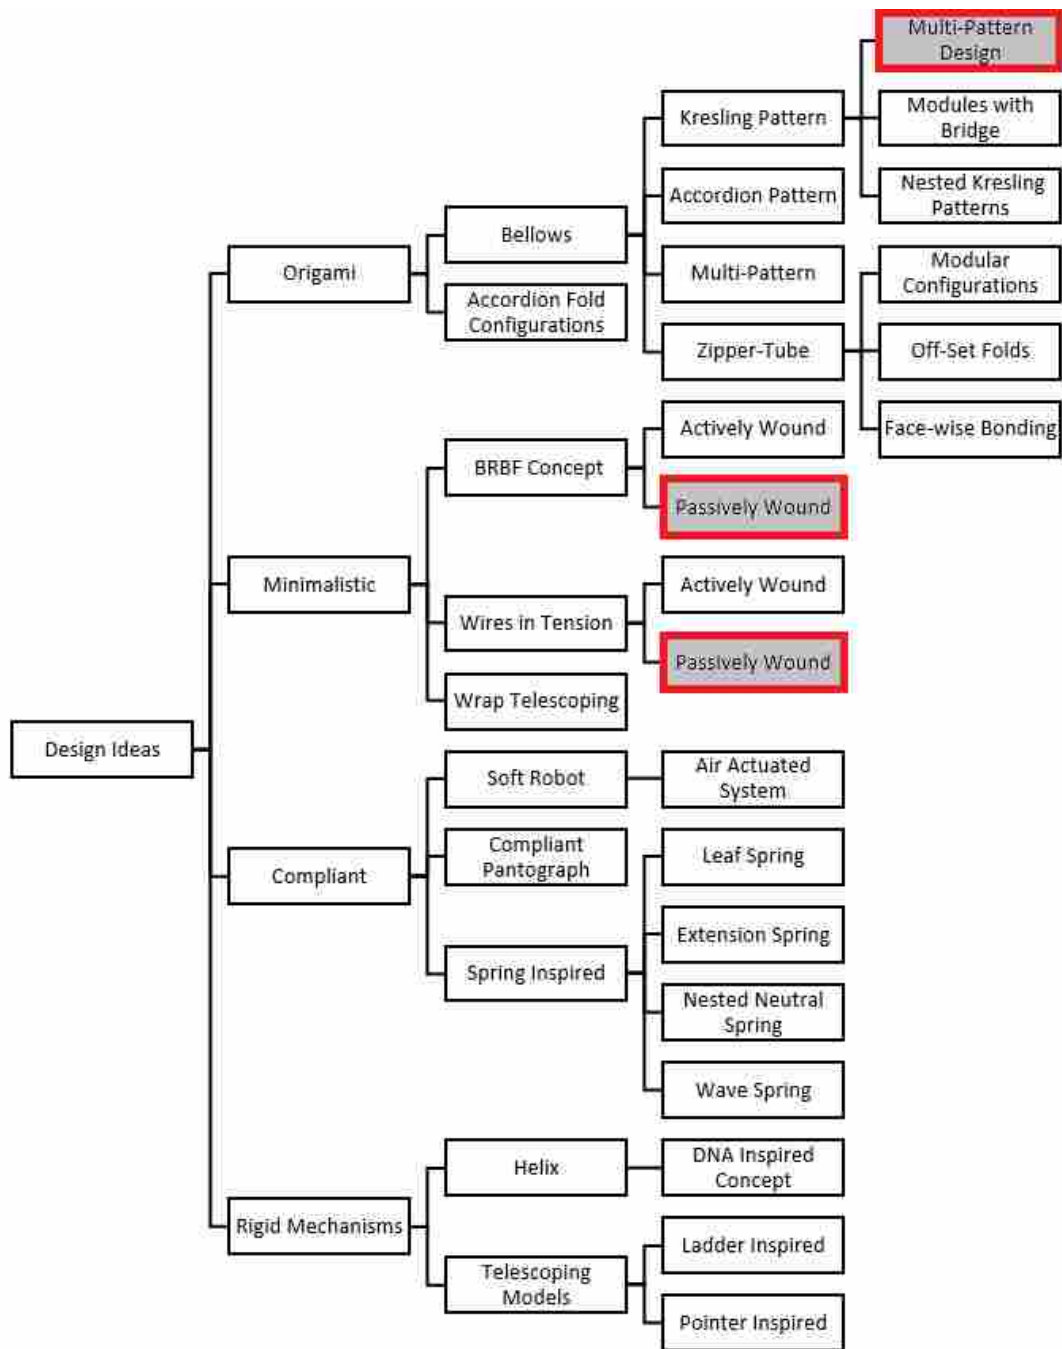 Multi-Pattern
Design
Kresling Pattern
Modules with
Bridge
Accordion Pattern
Nested Kresling
Patterns
Bellows
Origami
Multi-Pattern
Modular
Configurations
Accordion Fold
Configurations
Zipper-Tube
Off-Set Folds
Actively Wound
Face-wise Bonding
BRBF Concept
Passively Wound
Minimalistic
Actively Wound
Wires in Tension
Passively Wound
Wrap Telescoping
Design Ideas
Soft Robot
Air Actuated
System
Compliant
Pantograph
Leaf Spring
Compliant
Extension Spring
Spring Inspired
Nested Neutral
Spring
Wave Spring
Helix
DNA Inspired
Concept
Rigid Mechanisms
Ladder Inspired
Telescoping
Models
Pointer Inspired